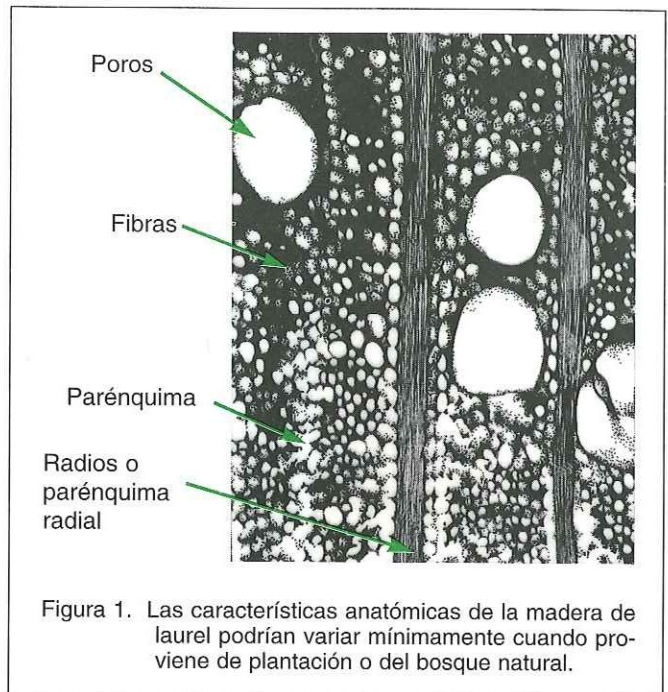 Poros
Fibras
Parénquima
Radios o
parénquima
radial
Figura 1. Las características anatómicas de la madera de
laurel podrían variar mínimamente cuando pro-
viene de plantación o del bosque natural.